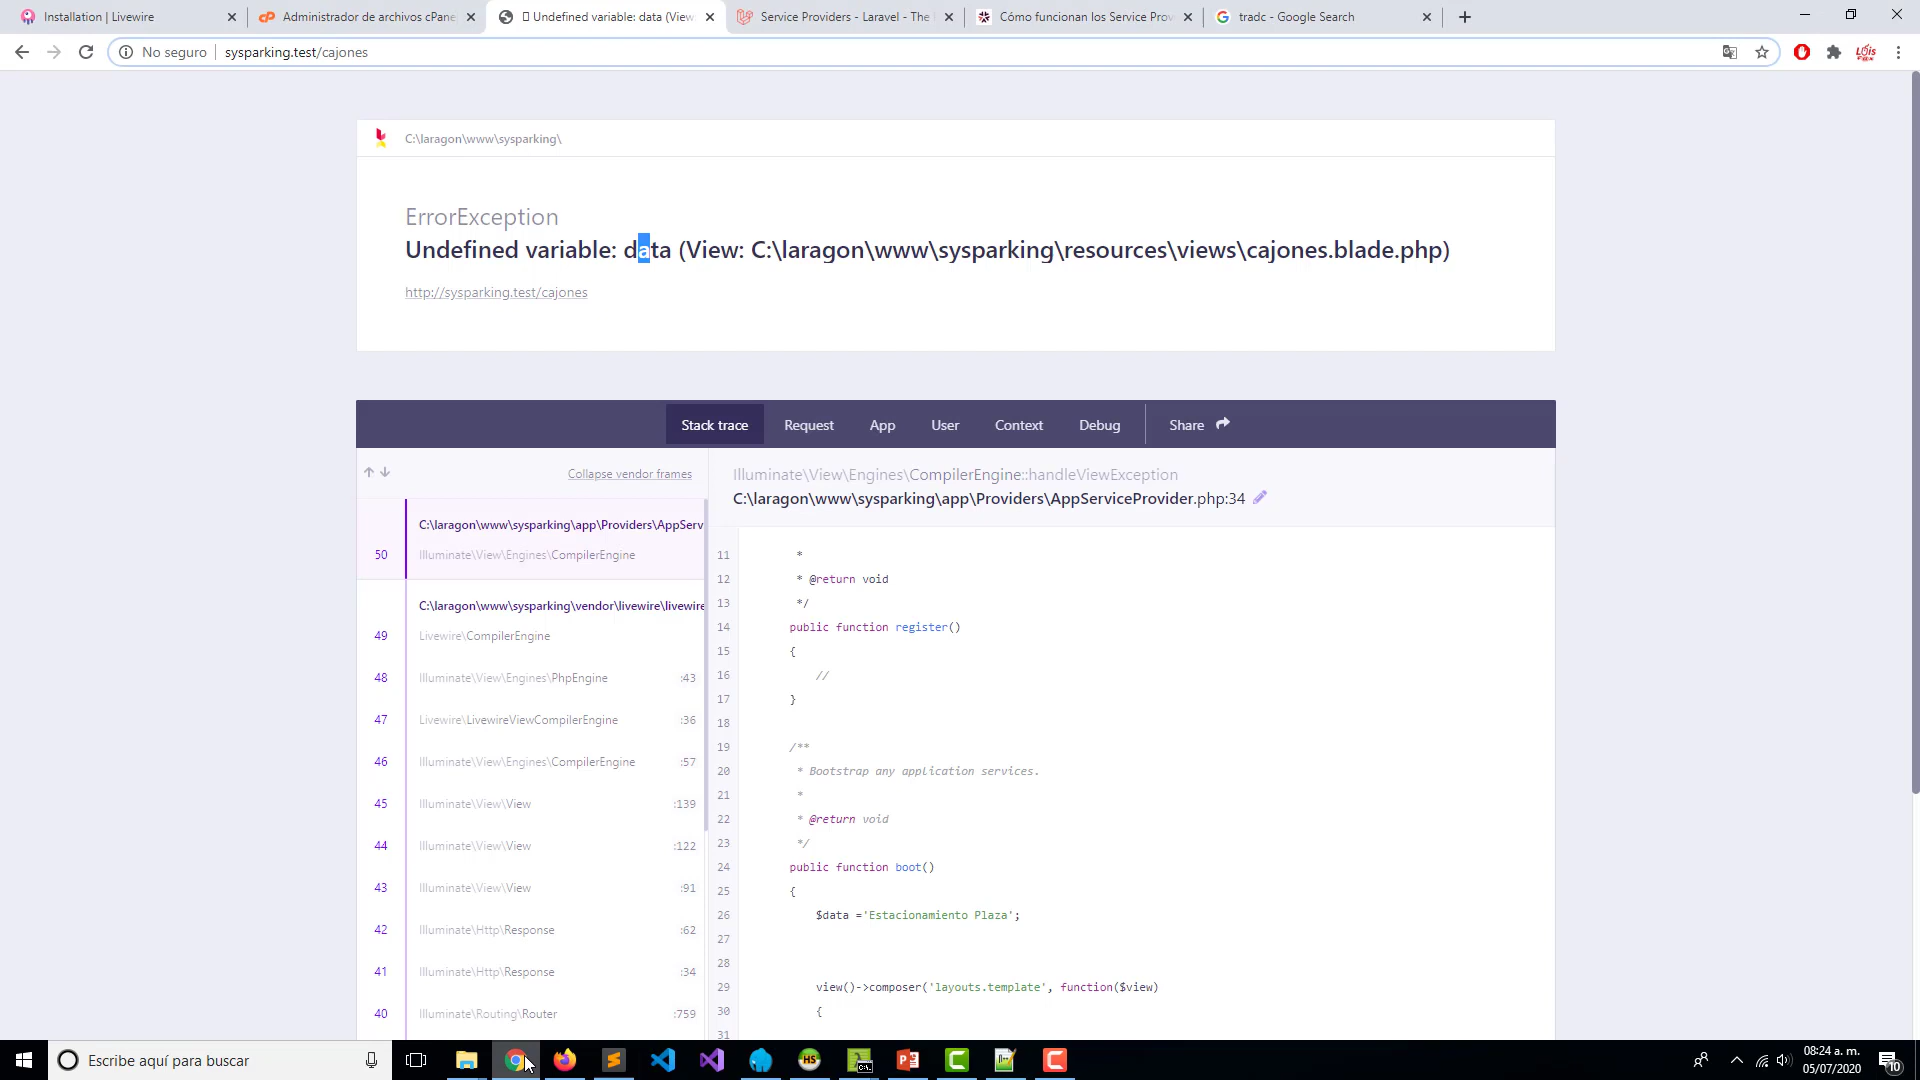 Installation | Livewire
Administrador de archivos cPane
Undefined variable: data (View
Service Providers - Laravel - The
Cómo funcionan los Service Prov
tradc - Google Search
No seguro
sysparking.test/cajones
C:\laragon\www\sysparking\
ErrorException
Undefined variable: data (View: C:\laragon\www\sysparking\resources\views\cajones.blade.php)
http://sysparking.test/cajones
Stack trace
Request
App
User
Context
Debug
Share
Collapse vendor frames
C:\laragon\www\sysparking\app\Providers\AppServ
50 Illuminate\View\Engines\CompilerEngine
C:\laragon\www\sysparking\vendor\livewire\livewire
49 Livewire\CompilerEngine
48 Illuminate\View\Engines\PhpEngine :43
47 Livewire\LivewireViewCompilerEngine :36
46 Illuminate\View\Engines\CompilerEngine :57
45 Illuminate\View\View :139
44 Illuminate\View\View :122
43 Illuminate\View\View :91
42 Illuminate\Http\Response :62
41 Illuminate\Http\Response :34
40 Illuminate\Routing\Router :759
Illuminate\View\Engines\CompilerEngine::handleViewException
C:\laragon\www\sysparking\app\Providers\AppServiceProvider.php:34
11 *
12 * @return void
13 */
14 public function register()
15 {
16 //
17 }
18
19 /**
20 * Bootstrap any application services.
21 *
22 * @return void
23 */
24 public function boot()
25 {
26 $data ='Estacionamiento Plaza';
27
28
29 view()->composer('layouts.template', function($view)
30 {
31
Escribe aquí para buscar
08:24 a. m.
05/07/2020
10